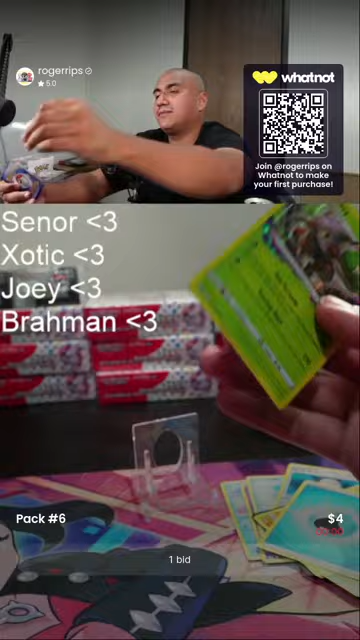 rogerrips
★ 5.0
whatnot
Join @rogerrips on
Whatnot to make
your first purchase!
Senor <3
Xotic <3
Joey <3
Brahman <3
Pack #6
$4
1 bid